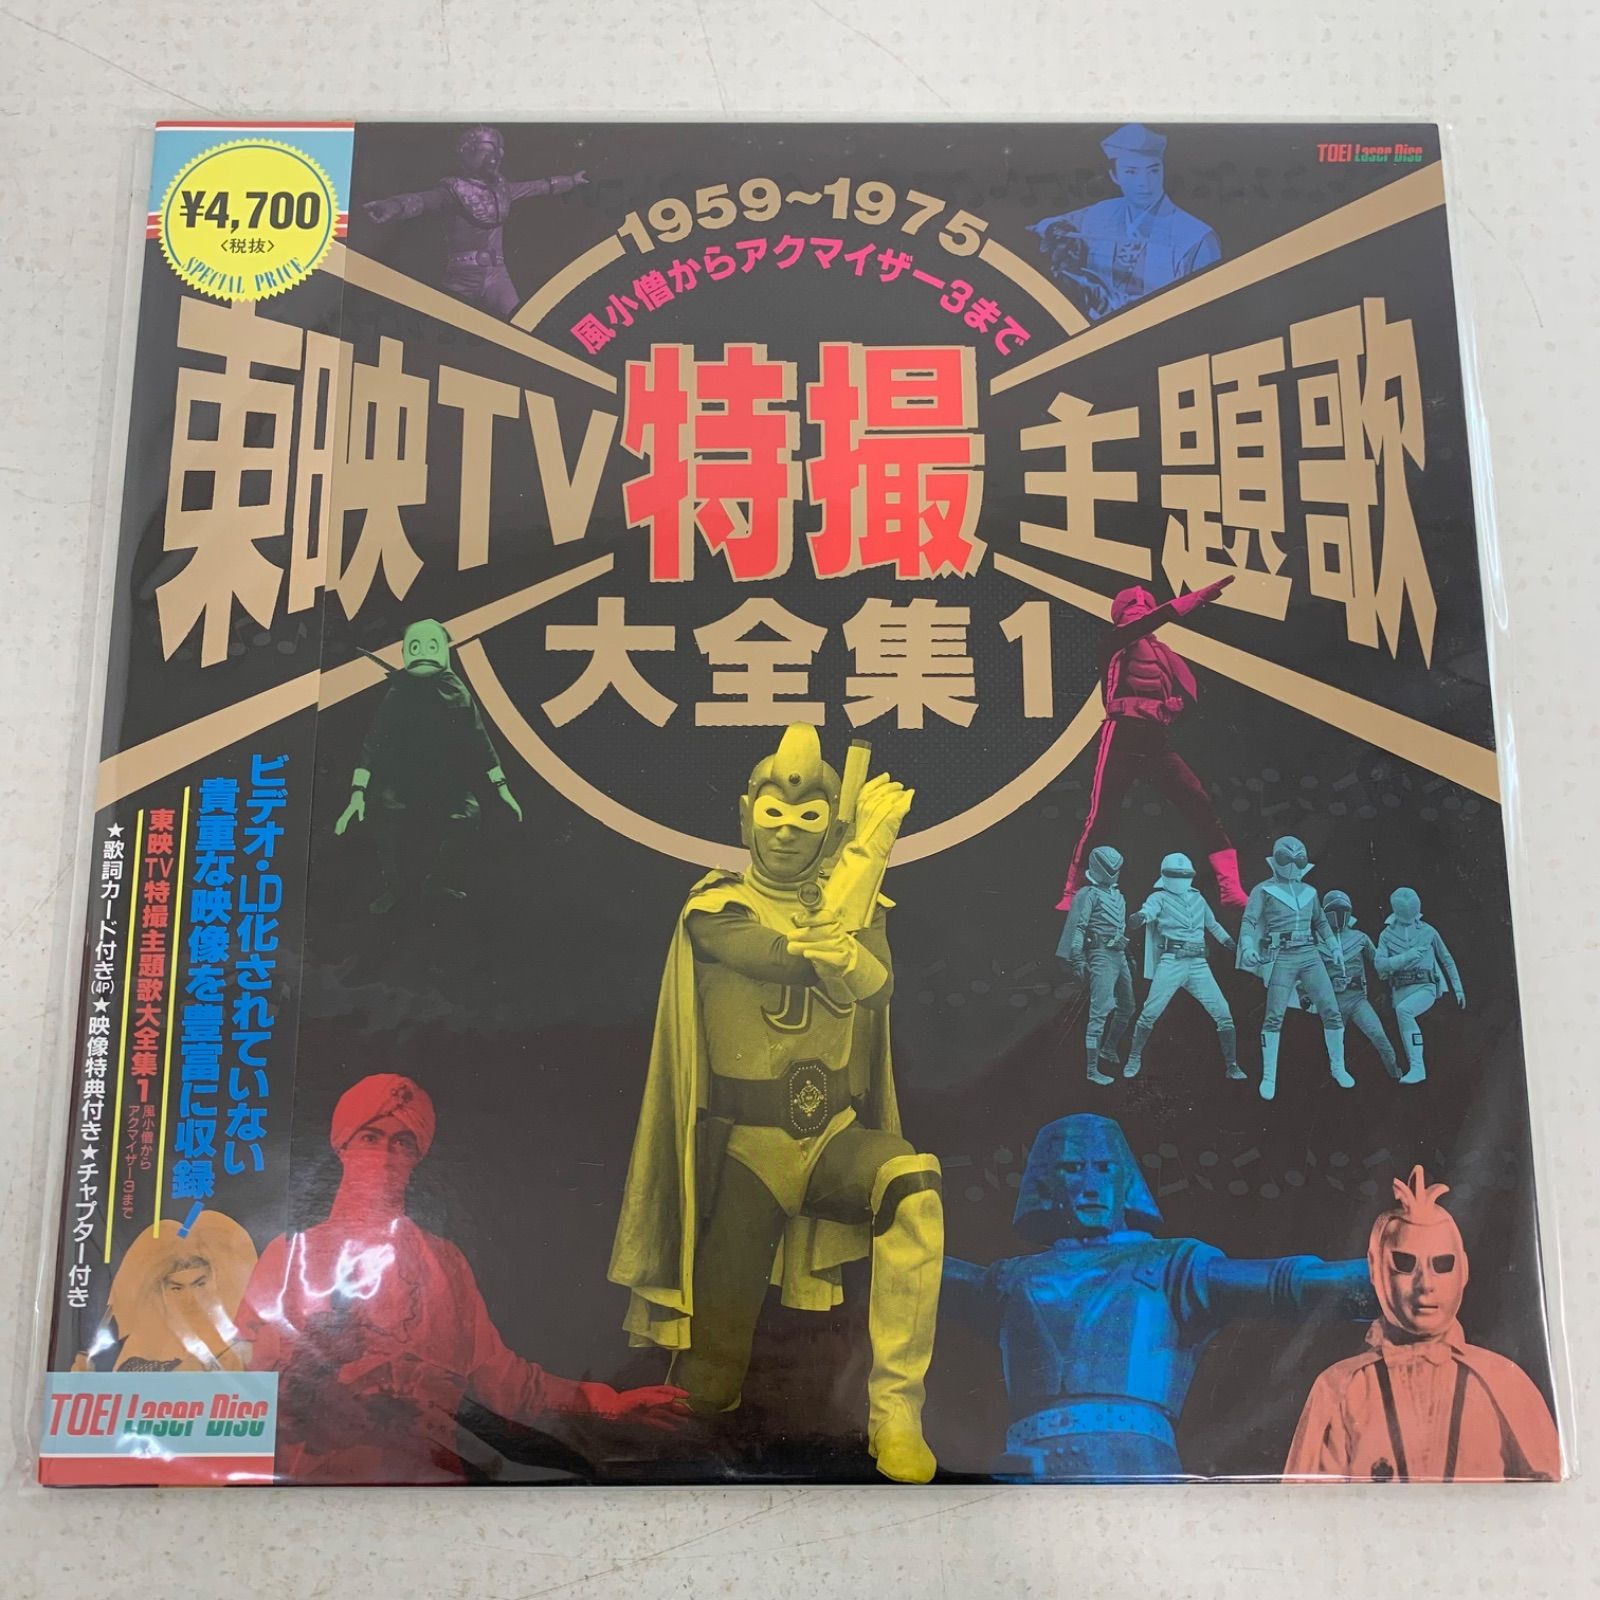 ¥4,700
〈税抜〉
SPECIAL PRICE
TOEI Laser Disc
1959~1975
風小僧からアクマイザー3まで
東映TV特撮主題歌
大全集1
ビデオ・LD化されていない
貴重な映像を豊富に収録!
東映TV特撮主題歌大全集1
風小僧から
アクマイザー3まで
★歌詞カード付き(4P)★映像特典付き★チャプター付き
TOEI Laser Disc